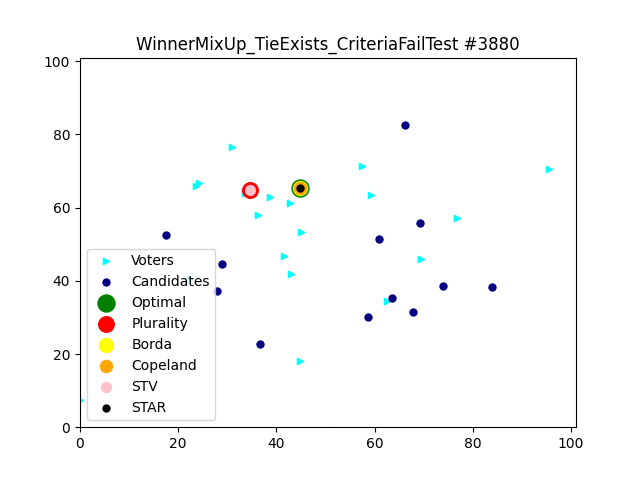 WinnerMixUp_TieExists_CriteriaFailTest #3880
100
80
60
40
20
0
Voters
Candidates
Optimal
Plurality
Borda
Copeland
STV
STAR
0 20 40 60 80 100